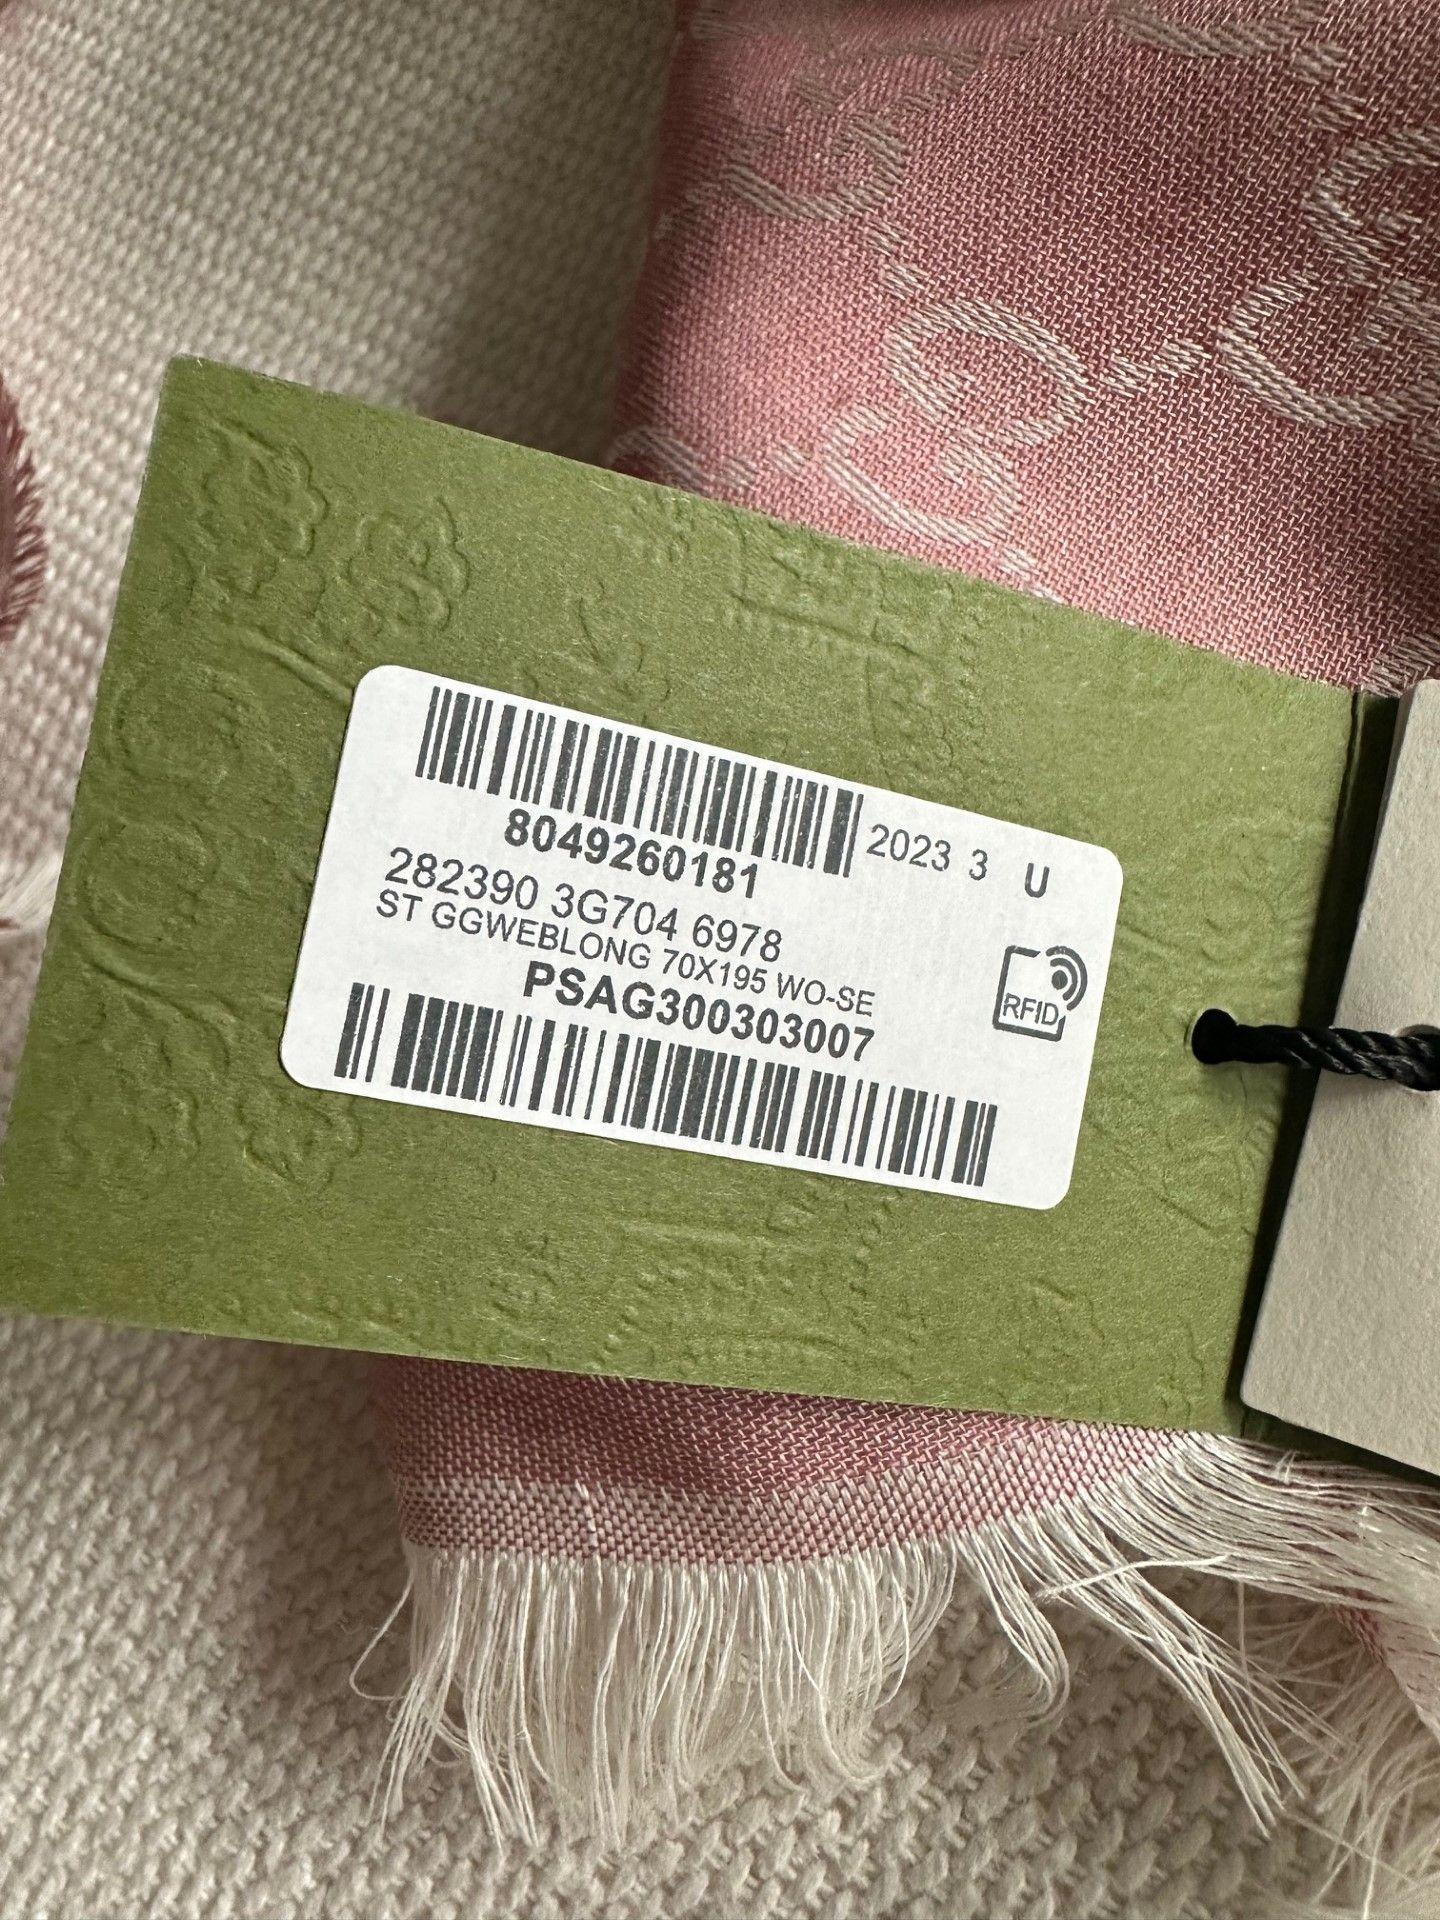 2023 3 U
8049260181
282390 3G704 6978
ST GGWEBLONG 70X195 WO-SE
PSAG300303007
RFID